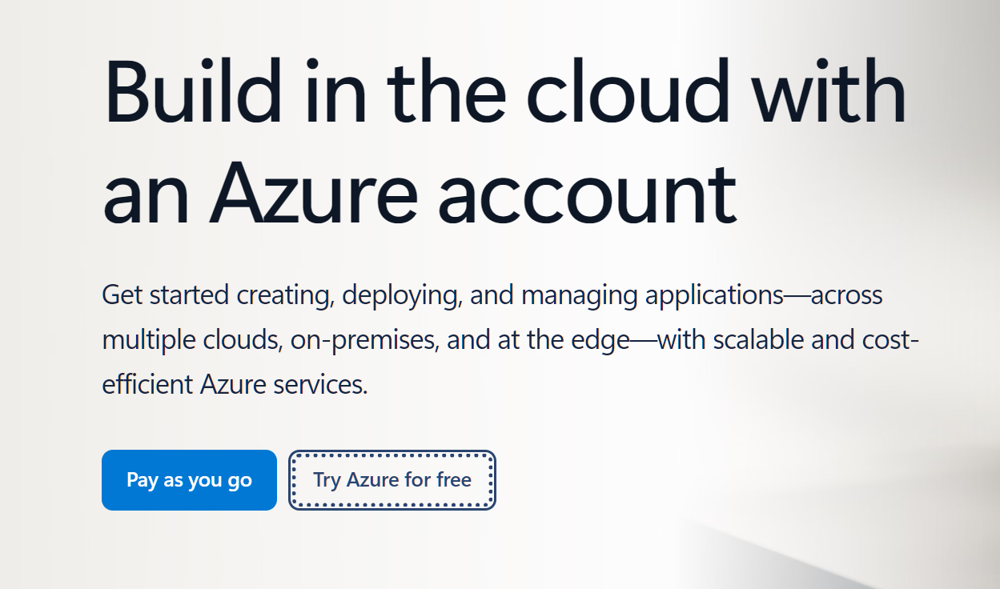 Build in the cloud with
an Azure account
Get started creating, deploying, and managing applications—across
multiple clouds, on-premises, and at the edge—with scalable and cost-
efficient Azure services.
Pay as you go
Try Azure for free